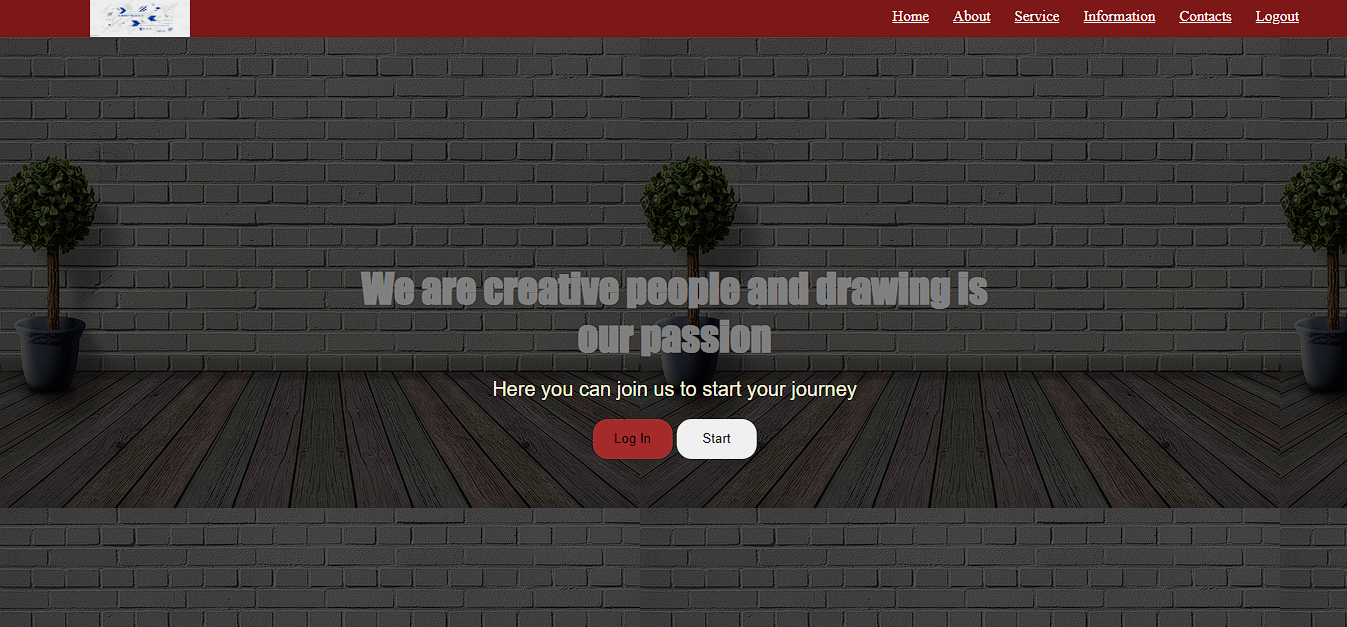 Home About Service Information Contacts Logout
We are creative people and drawing is
our passion
Here you can join us to start your journey
Log In Start